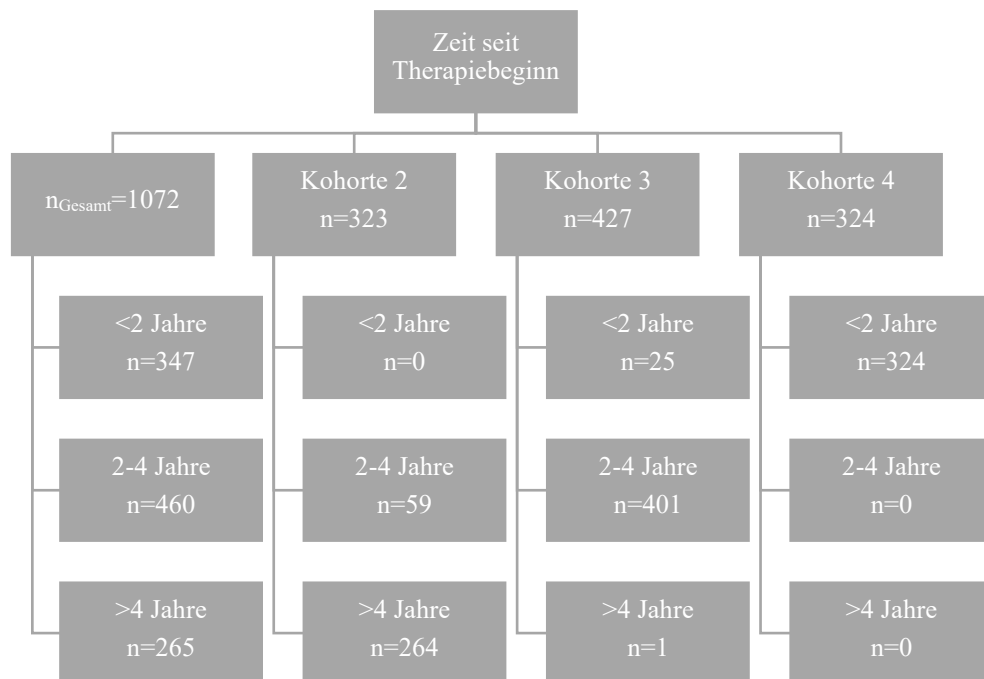 Zeit seit
Therapiebeginn
nGesamt=1072
Kohorte 2
n=323
Kohorte 3
n=427
Kohorte 4
n=324
<2 Jahre
n=347
<2 Jahre
n=0
<2 Jahre
n=25
<2 Jahre
n=324
2-4 Jahre
n=460
2-4 Jahre
n=59
2-4 Jahre
n=401
2-4 Jahre
n=0
>4 Jahre
n=265
>4 Jahre
n=264
>4 Jahre
n=1
>4 Jahre
n=0